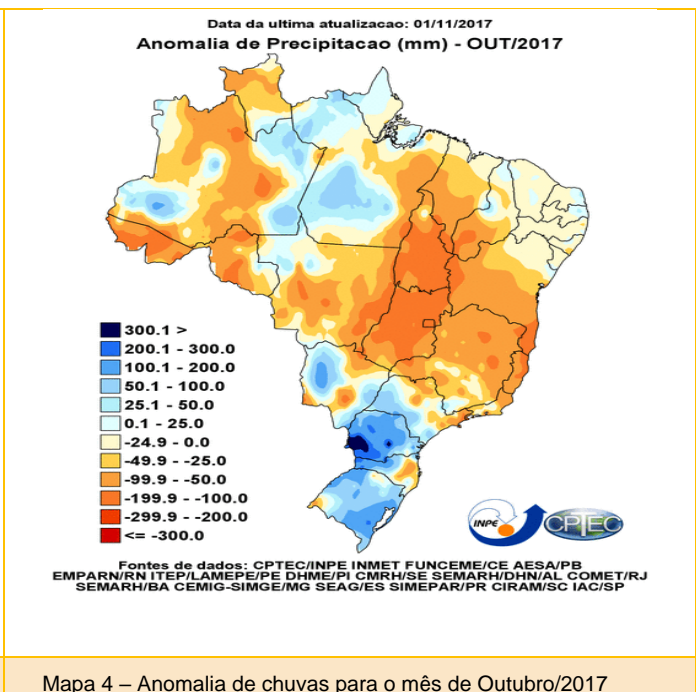 Data da ultima atualizacao: 01/11/2017
Anomalia de Precipitacao (mm) - OUT/2017
300.1 >
200.1 - 300.0
100.1 - 200.0
50.1 - 100.0
25.1 - 50.0
0.1 - 25.0
-24.9 - 0.0
-49.9 - -25.0
-99.9 - -50.0
-199.9 - -100.0
-299.9 - -200.0
<= -300.0
INPE
CPTEC
Fontes de dados: CPTEC/INPE INMET FUNCEME/CE AESA/PB
EMPARN/RN ITEP/LAMEPE/PE DHME/PI CMRH/SE SEMARH/DHN/AL COMET/RJ
SEMARH/BA CEMIG-SIMGE/MG SEAG/ES SIMEPAR/PR CIRAM/SC IAC/SP
Mapa 4 – Anomalia de chuvas para o mês de Outubro/2017